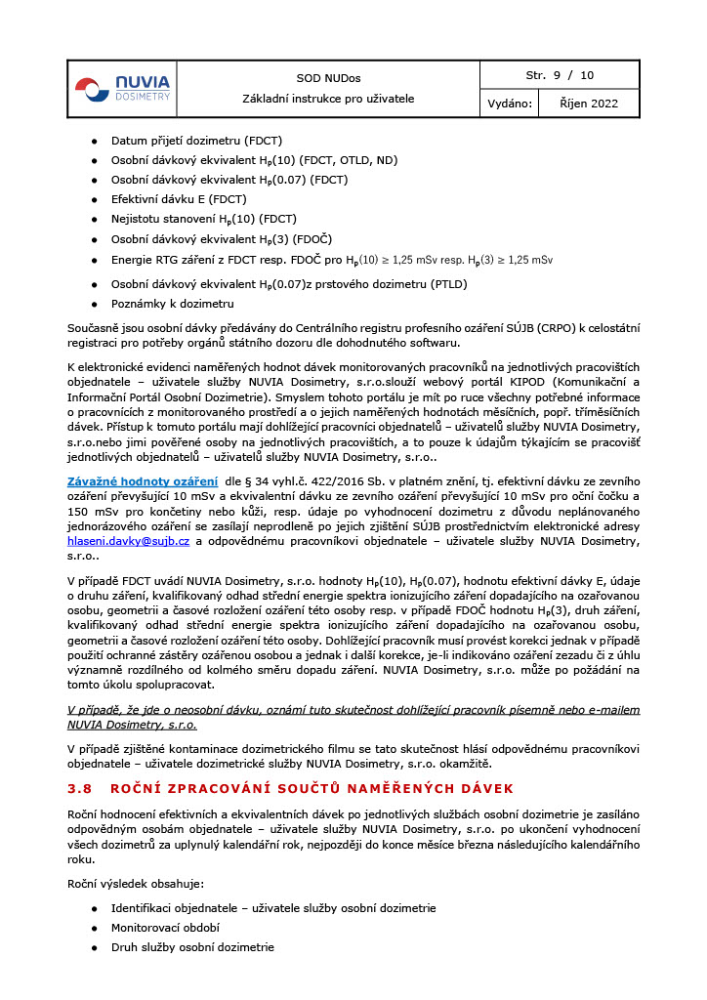 NUVIA
DOSIMETRY
SOD NUDos
Základní instrukce pro uživatele
Str. 9 / 10
Vydáno:
Říjen 2022
● Datum přijetí dozimetru (FDCT)
● Osobní dávkový ekvivalent Hp(10) (FDCT, OTLD, ND)
● Osobní dávkový ekvivalent Hp(0.07) (FDCT)
● Efektivní dávku E (FDCT)
● Nejistotu stanovení Hp(10) (FDCT)
● Osobní dávkový ekvivalent Hp(3) (FDOČ)
● Energie RTG záření z FDCT resp. FDOČ pro Hp(10) ≥ 1,25 mSv resp. Hp(3) ≥ 1,25 mSv
● Osobní dávkový ekvivalent Hp(0.07)z prstového dozimetru (PTLD)
● Poznámky k dozimetru
Současně jsou osobní dávky předávány do Centrálního registru profesního ozáření SÚJB (CRPO) k celostátní
registraci pro potřeby orgánů státního dozoru dle dohodnutého softwaru.
K elektronické evidenci naměřených hodnot dávek monitorovaných pracovníků na jednotlivých pracovištích
objednatele – uživatele služby NUVIA Dosimetry, s.r.o.slouží webový portál KIPOD (Komunikační a
Informační Portál Osobní Dozimetrie). Smyslem tohoto portálu je mít po ruce všechny potřebné informace
o pracovnících z monitorovaného prostředí a o jejich naměřených hodnotách měsíčních, popř. tříměsíčních
dávek. Přístup k tomuto portálu mají dohlížející pracovníci objednatelů – uživatelů služby NUVIA Dosimetry,
s.r.o.nebo jimi pověřené osoby na jednotlivých pracovištích, a to pouze k údajům týkajícím se pracovišť
jednotlivých objednatelů – uživatelů služby NUVIA Dosimetry, s.r.o..
Závažné hodnoty ozáření dle § 34 vyhl.č. 422/2016 Sb. v platném znění, tj. efektivní dávku ze zevního
ozáření převyšující 10 mSv a ekvivalentní dávku ze zevního ozáření převyšující 10 mSv pro oční čočku a
150 mSv pro končetiny nebo kůži, resp. údaje po vyhodnocení dozimetru z důvodu neplánovaného
jednorázového ozáření se zasílají neprodleně po jejich zjištění SÚJB prostřednictvím elektronické adresy
hlaseni.davky@sujb.cz a odpovědnému pracovníkovi objednatele – uživatele služby NUVIA Dosimetry,
s.r.o..
V případě FDCT uvádí NUVIA Dosimetry, s.r.o. hodnoty Hp(10), Hp(0.07), hodnotu efektivní dávky E, údaje
o druhu záření, kvalifikovaný odhad střední energie spektra ionizujícího záření dopadajícího na ozařovanou
osobu, geometrii a časové rozložení ozáření této osoby resp. v případě FDOČ hodnotu Hp(3), druh záření,
kvalifikovaný odhad střední energie spektra ionizujícího záření dopadajícího na ozařovanou osobu,
geometrii a časové rozložení ozáření této osoby. Dohlížející pracovník musí provést korekci jednak v případě
použití ochranné zástěry ozářenou osobou a jednak i další korekce, je-li indikováno ozáření zezadu či z úhlu
významně rozdílného od kolmého směru dopadu záření. NUVIA Dosimetry, s.r.o. může po požádání na
tomto úkolu spolupracovat.
V případě, že jde o neosobní dávku, oznámí tuto skutečnost dohlížející pracovník písemně nebo e-mailem
NUVIA Dosimetry, s.r.o.
V případě zjištěné kontaminace dozimetrického filmu se tato skutečnost hlásí odpovědnému pracovníkovi
objednatele – uživatele dozimetrické služby NUVIA Dosimetry, s.r.o. okamžitě.
3.8 ROČNÍ ZPRACOVÁNÍ SOUČTŮ NAMĚŘENÝCH DÁVEK
Roční hodnocení efektivních a ekvivalentních dávek po jednotlivých službách osobní dozimetrie je zasíláno
odpovědným osobám objednatele – uživatele služby NUVIA Dosimetry, s.r.o. po ukončení vyhodnocení
všech dozimetrů za uplynulý kalendářní rok, nejpozději do konce měsíce března následujícího kalendářního
roku.
Roční výsledek obsahuje:
● Identifikaci objednatele – uživatele služby osobní dozimetrie
● Monitorovací období
● Druh služby osobní dozimetrie